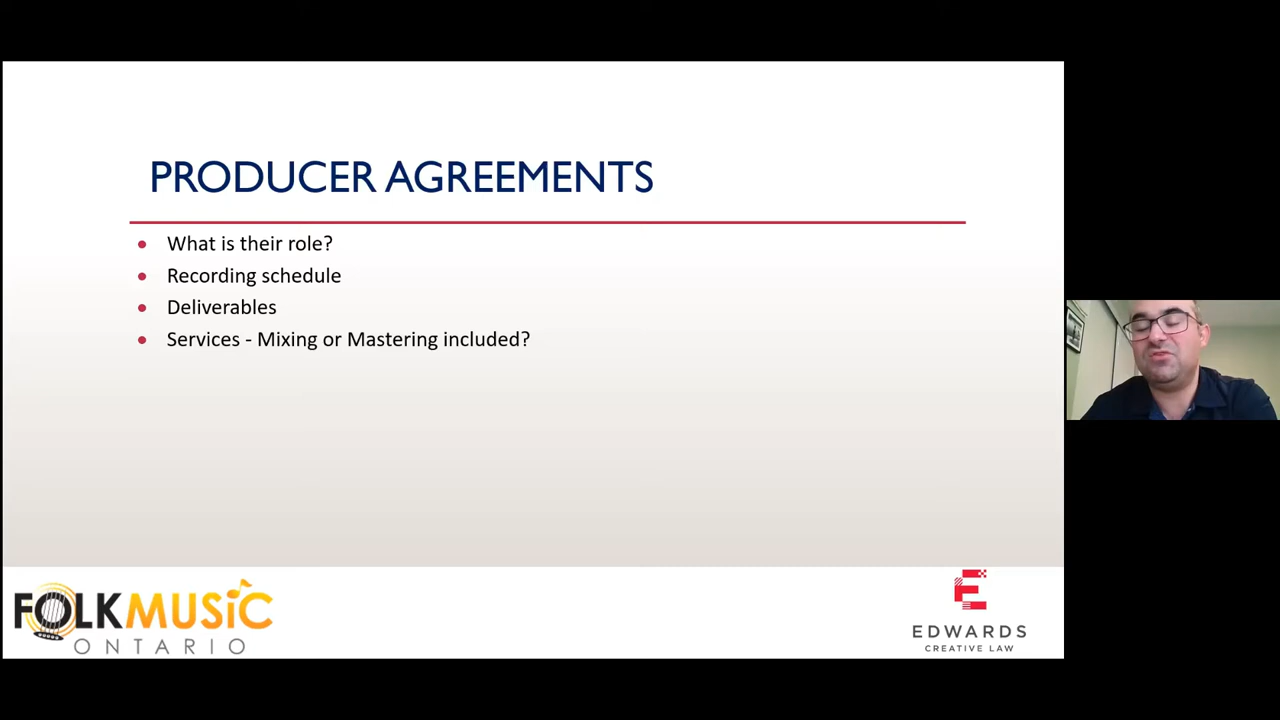 PRODUCER AGREEMENTS
What is their role?
Recording schedule
Deliverables
Services - Mixing or Mastering included?
FOLKMUSIC
ONTARIO
E
EDWARDS
CREATIVE LAW